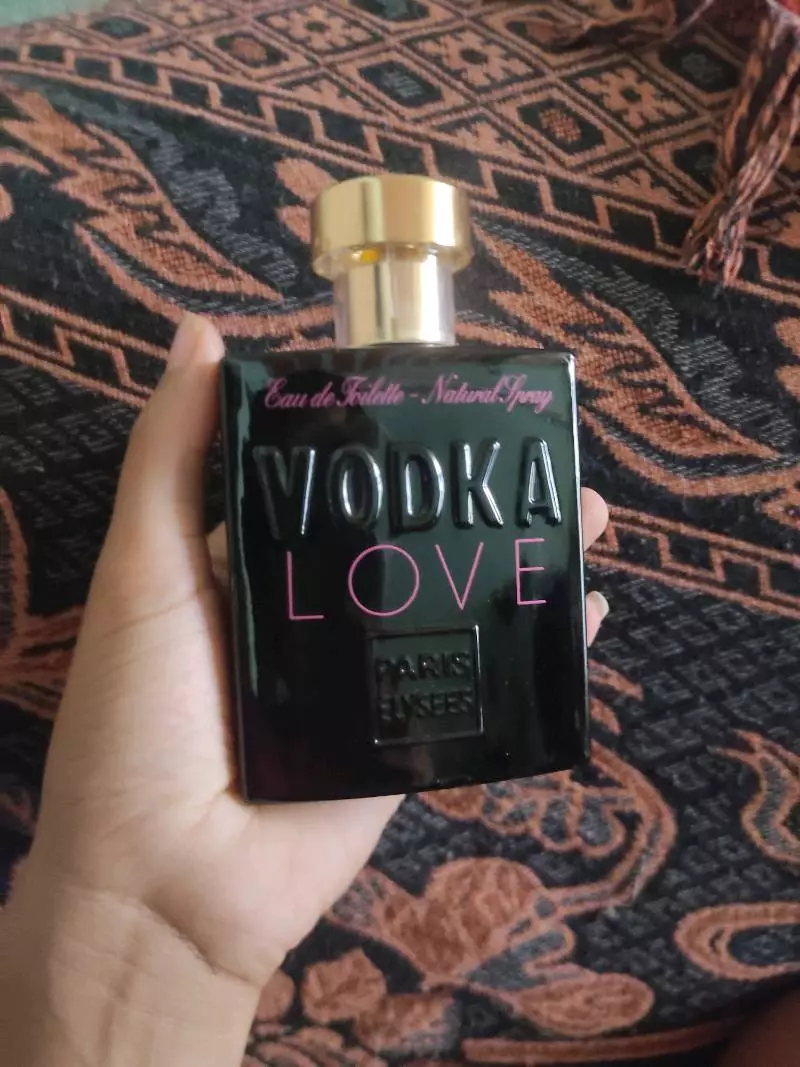 Eau de Toilette - Natural Spray
VODKA
LOVE
PARIS
ELYSEES